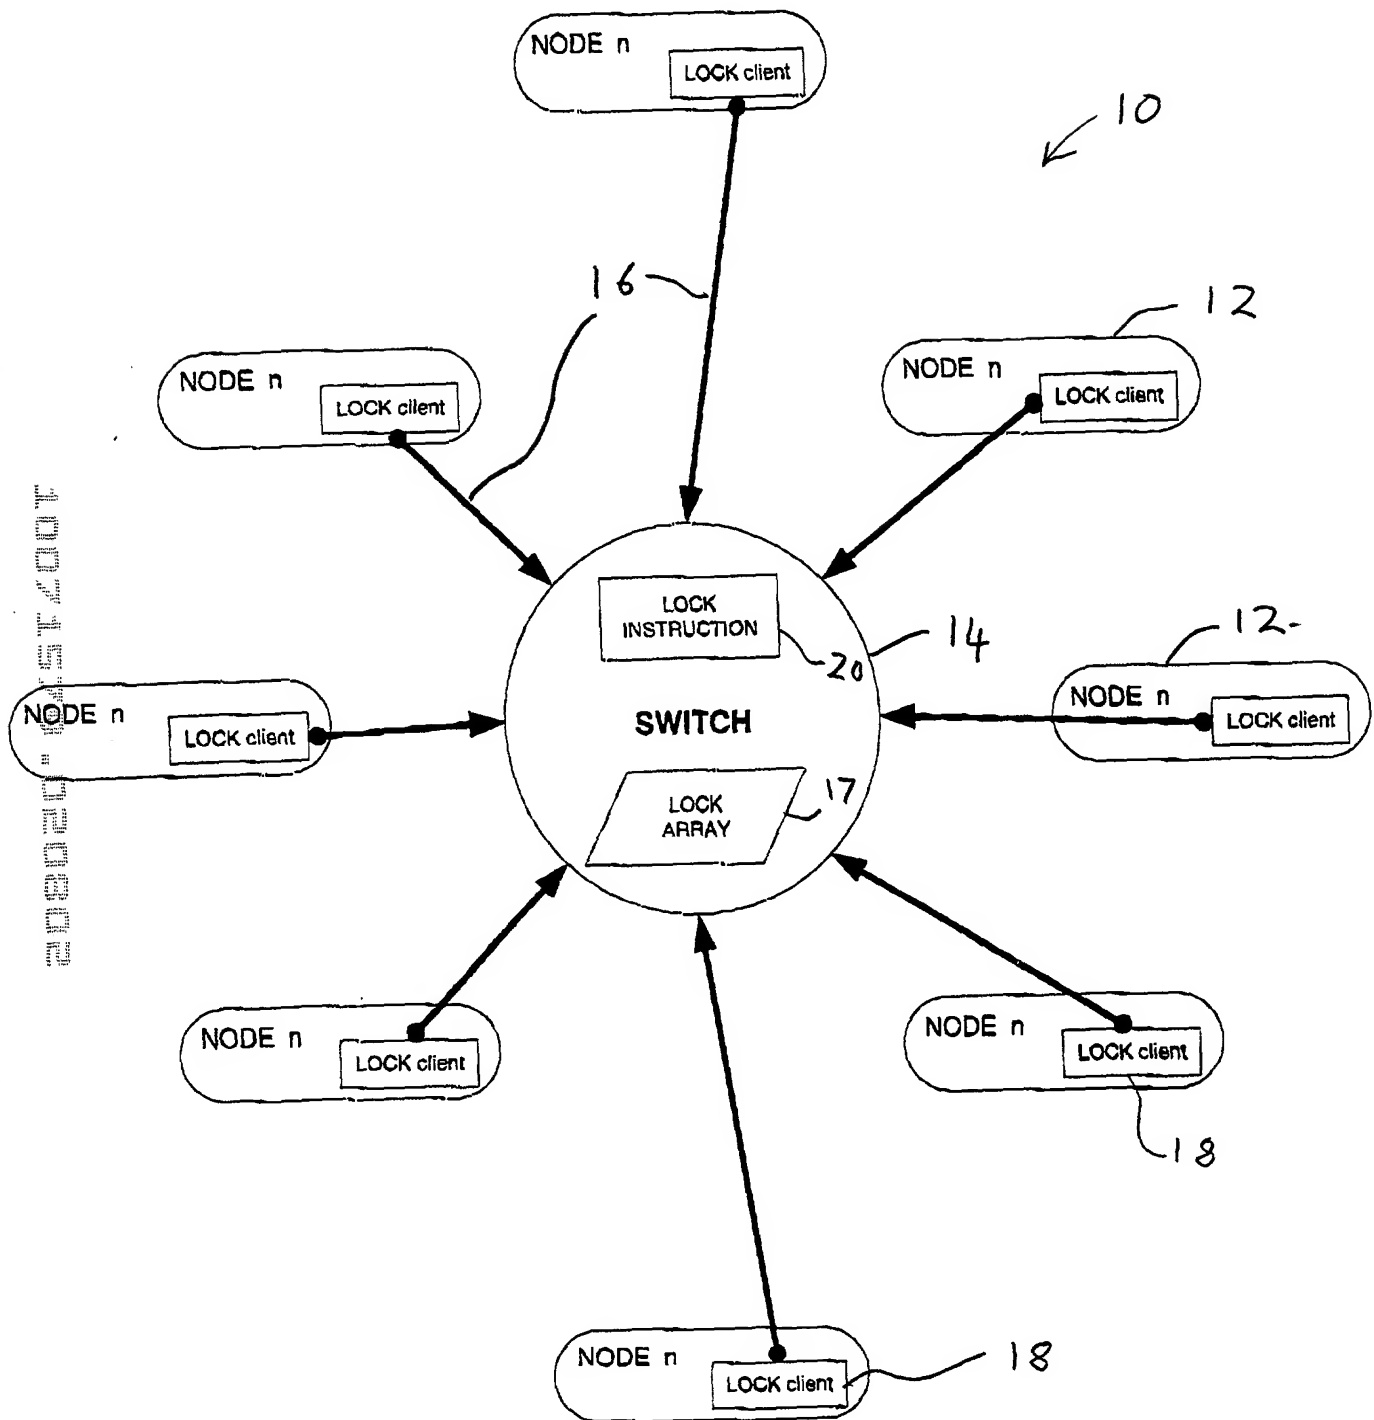 NODE n
LOCK client
10
16
12
NODE n
LOCK client
NODE n
LOCK client
LOCK
INSTRUCTION
20
14
12-
NODE n
LOCK client
SWITCH
NODE n
LOCK client
LOCK
ARRAY
17
NODE n
LOCK client
NODE n
LOCK client
18
NODE n
LOCK client
18